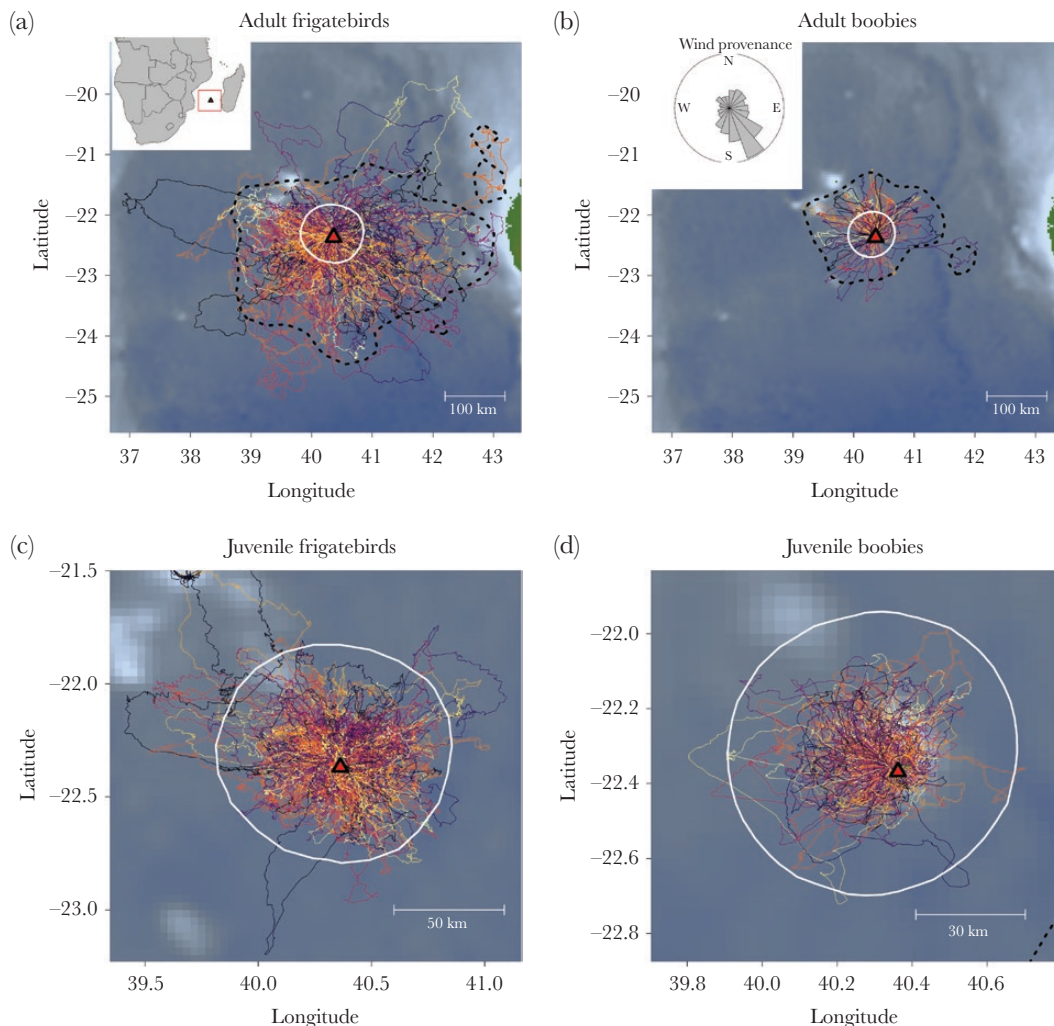 (a)
Adult frigatebirds
−20
−21
−22
−23
−24
−25
Latitude
100 km
37 38 39 40 41 42 43
Longitude
(b)
Adult boobies
Wind provenance
N
W E
S
−20
−21
−22
−23
−24
−25
Latitude
100 km
37 38 39 40 41 42 43
Longitude
(c)
Juvenile frigatebirds
−21.5
−22.0
−22.5
−23.0
Latitude
50 km
39.5 40.0 40.5 41.0
Longitude
(d)
Juvenile boobies
−22.0
−22.2
−22.4
−22.6
−22.8
Latitude
30 km
39.8 40.0 40.2 40.4 40.6
Longitude